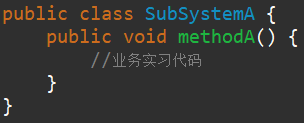 public class SubSystemA {
    public void methodA() {
        //业务实习代码
    }
}